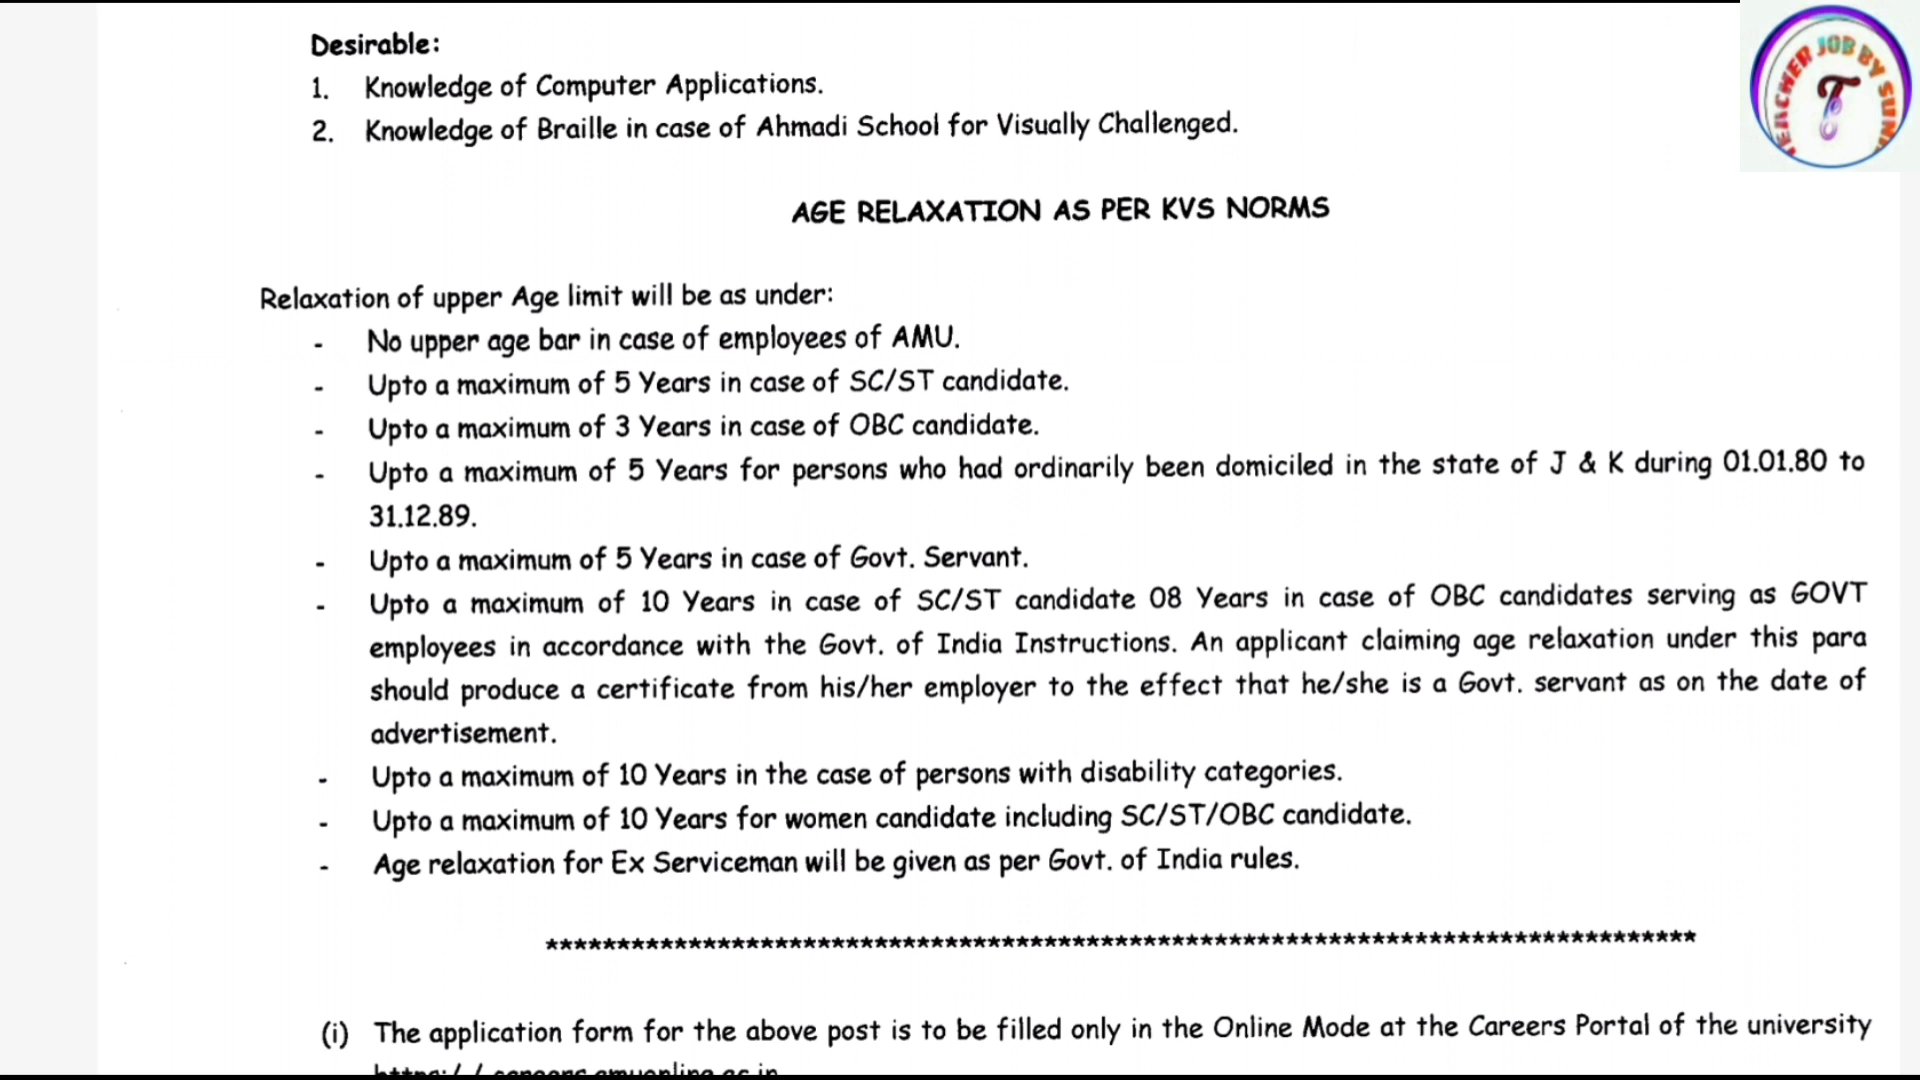 Desirable:
1. Knowledge of Computer Applications.
2. Knowledge of Braille in case of Ahmadi School for Visually Challenged.
TEACHER JOB BY
T
AGE RELAXATION AS PER KVS NORMS
Relaxation of upper Age limit will be as under:
- No upper age bar in case of employees of AMU.
- Upto a maximum of 5 Years in case of SC/ST candidate.
- Upto a maximum of 3 Years in case of OBC candidate.
- Upto a maximum of 5 Years for persons who had ordinarily been domiciled in the state of J & K during 01.01.80 to
31.12.89.
- Upto a maximum of 5 Years in case of Govt. Servant.
- Upto a maximum of 10 Years in case of SC/ST candidate 08 Years in case of OBC candidates serving as GOVT
employees in accordance with the Govt. of India Instructions. An applicant claiming age relaxation under this para
should produce a certificate from his/her employer to the effect that he/she is a Govt. servant as on the date of
advertisement.
- Upto a maximum of 10 Years in the case of persons with disability categories.
- Upto a maximum of 10 Years for women candidate including SC/ST/OBC candidate.
- Age relaxation for Ex Serviceman will be given as per Govt. of India rules.
*********************************************************************************
(i) The application form for the above post is to be filled only in the Online Mode at the Careers Portal of the university